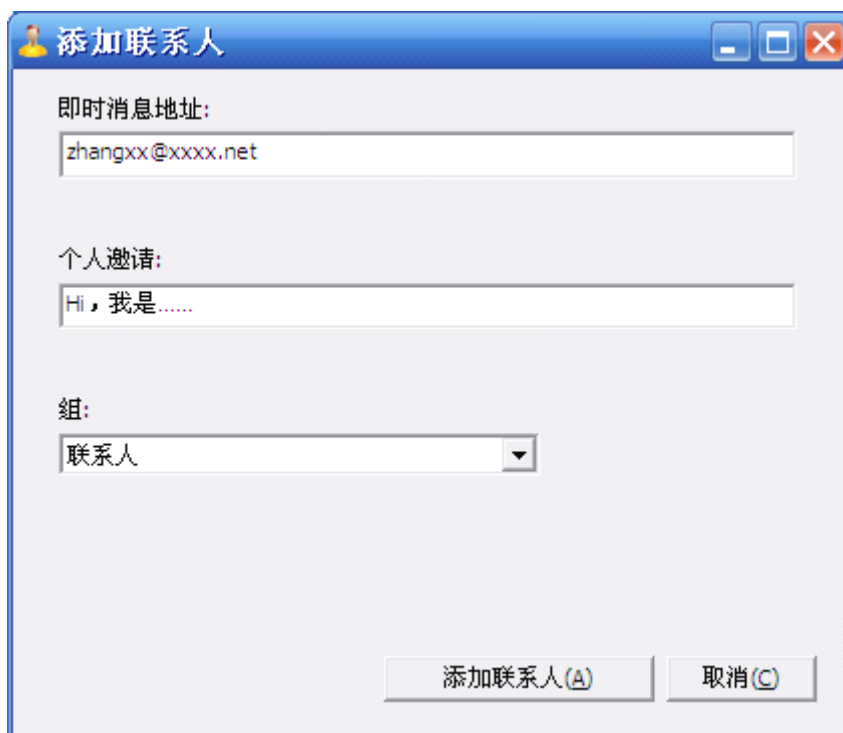 添加联系人
即时消息地址:
zhangxx@xxxx.net
个人邀请:
Hi，我是......
组:
联系人
添加联系人(A) 取消(C)